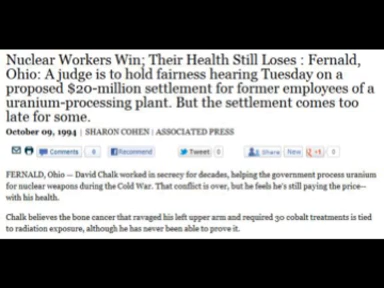 Nuclear Workers Win; Their Health Still Loses : Fernald,
Ohio: A judge is to hold fairness hearing Tuesday on a
proposed $20-million settlement for former employees of a
uranium-processing plant. But the settlement comes too
late for some.
October 09, 1994 | SHARON COHEN | ASSOCIATED PRESS
Comments 0 Recommend Tweet 0 Share New +1 0
FERNALD, Ohio — David Chalk worked in secrecy for decades, helping the government process uranium
for nuclear weapons during the Cold War. That conflict is over, but he feels he's still paying the price--
with his health.
Chalk believes the bone cancer that ravaged his left upper arm and required 30 cobalt treatments is tied
to radiation exposure, although he has never been able to prove it.